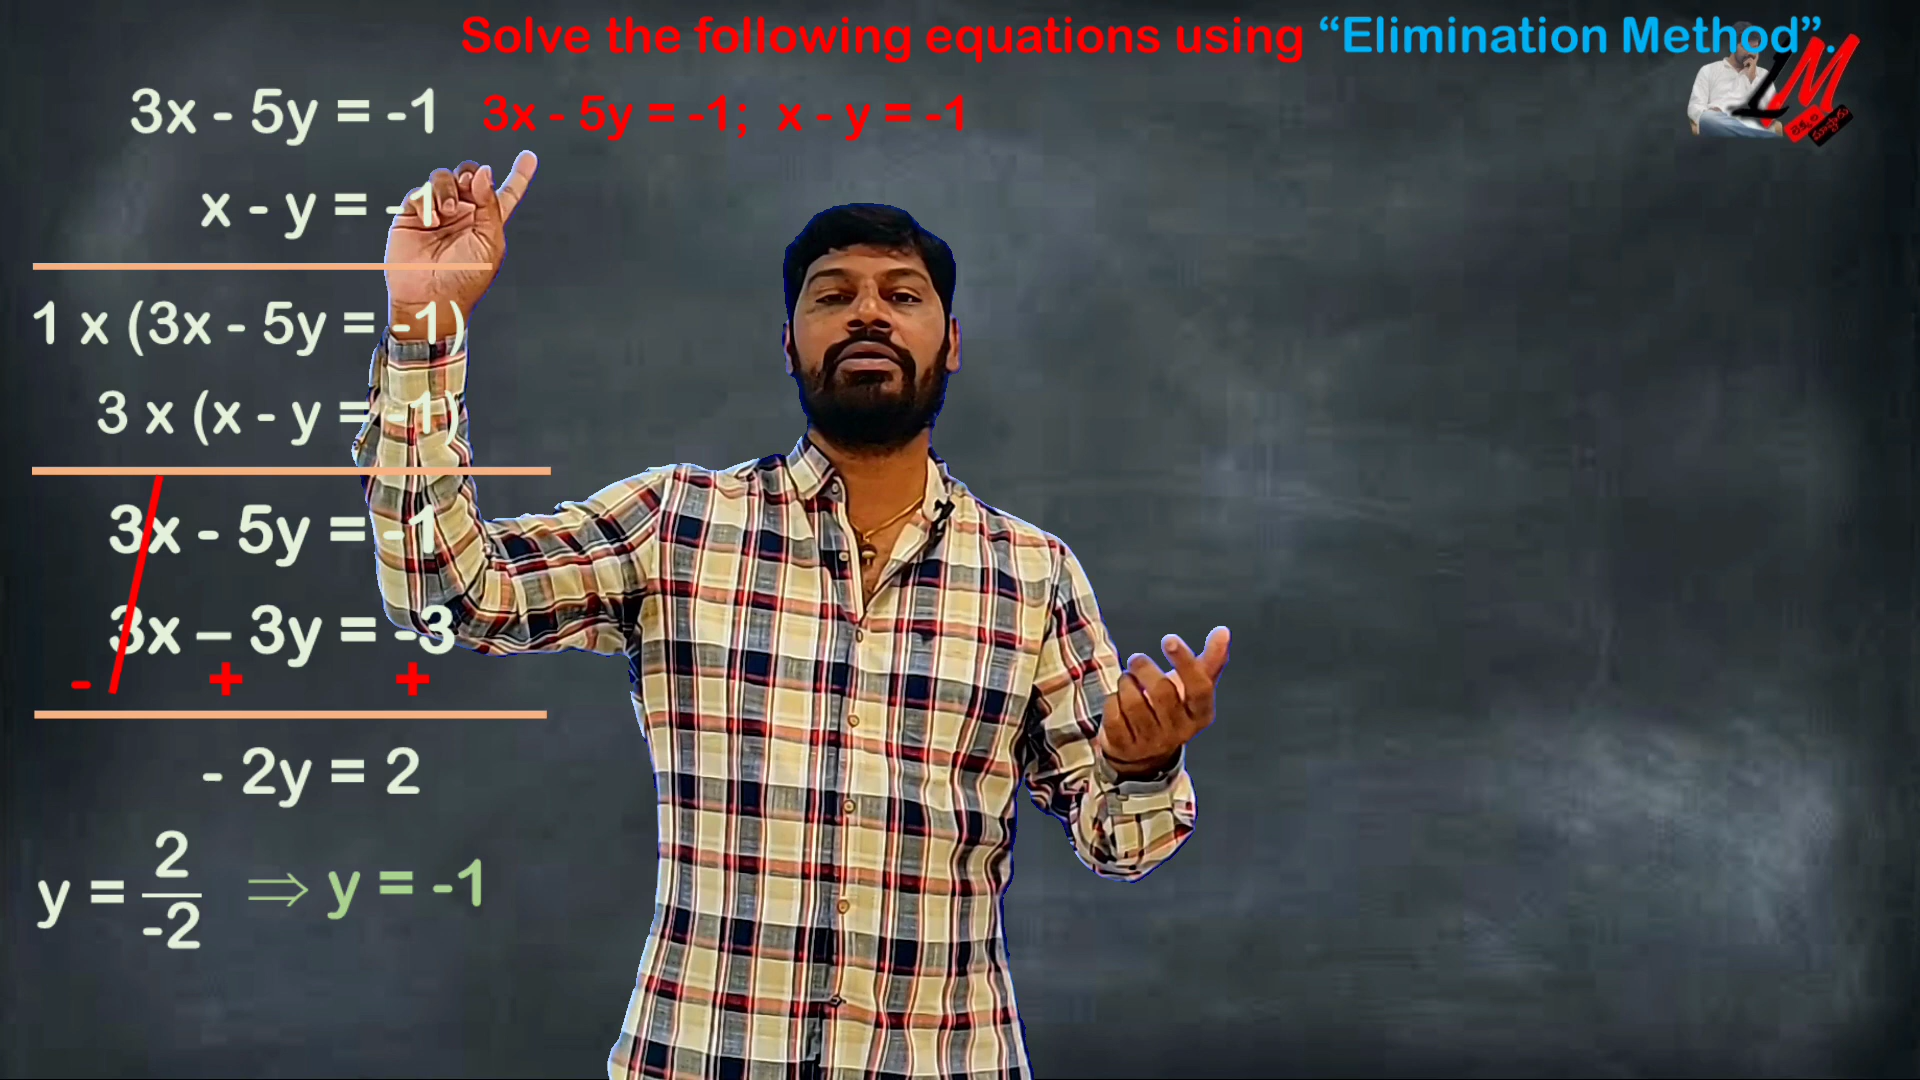 Solve the following equations using “Elimination Method”.
3x - 5y = -1; x - y = -1
3x - 5y = -1
x - y = -1
1 x (3x - 5y = -1)
3 x (x - y = -1)
3x - 5y = -1
3x – 3y = -3
- + +
- 2y = 2
y = 2/-2 ⇒ y = -1
LM